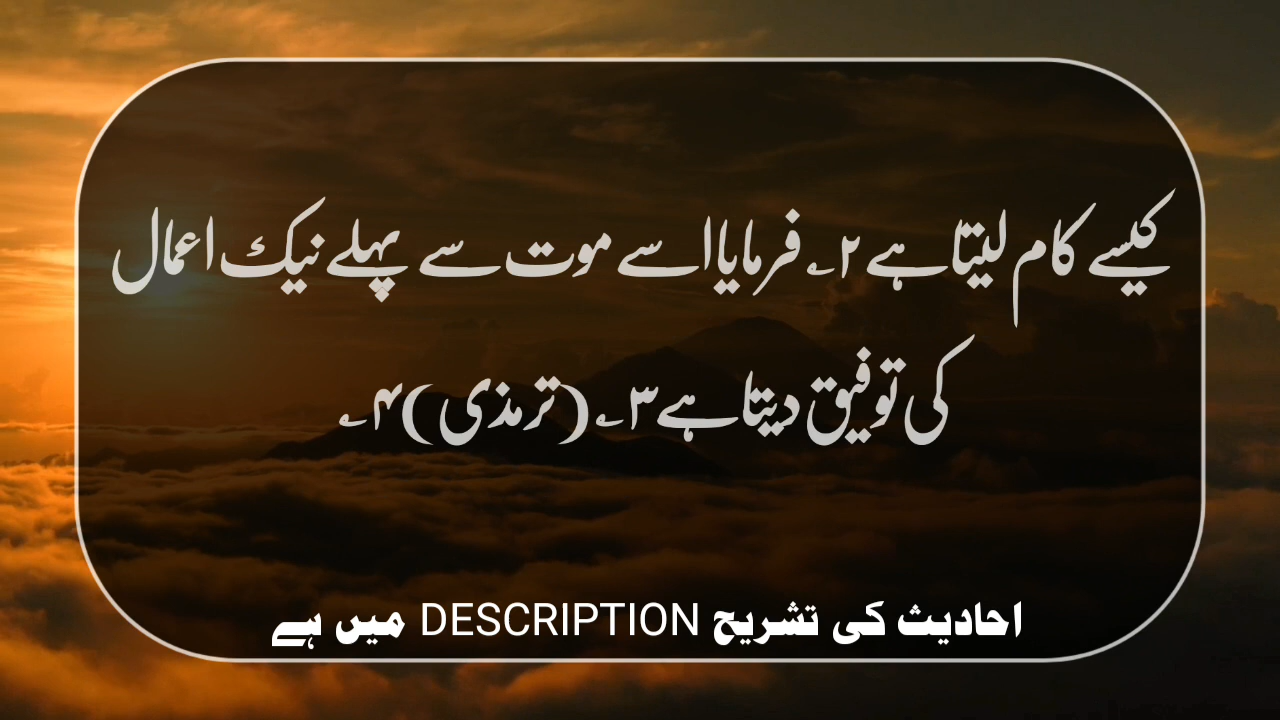 کیسے کام لیتا ہے ۲؎ فرمایا اسے موت سے پہلے نیک اعمال
کی توفیق دیتا ہے ۳؎ (ترمذی) ۴؎
احادیث کی تشریح DESCRIPTION میں ہے